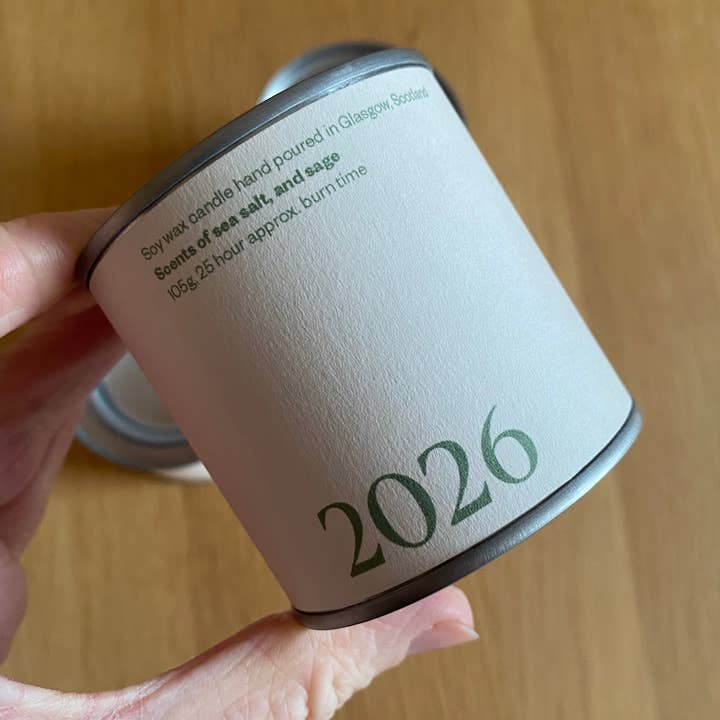 Soy wax candle hand poured in Glasgow, Scotland
Scents of sea salt, and sage
105g. 25 hour approx. burn time
2026